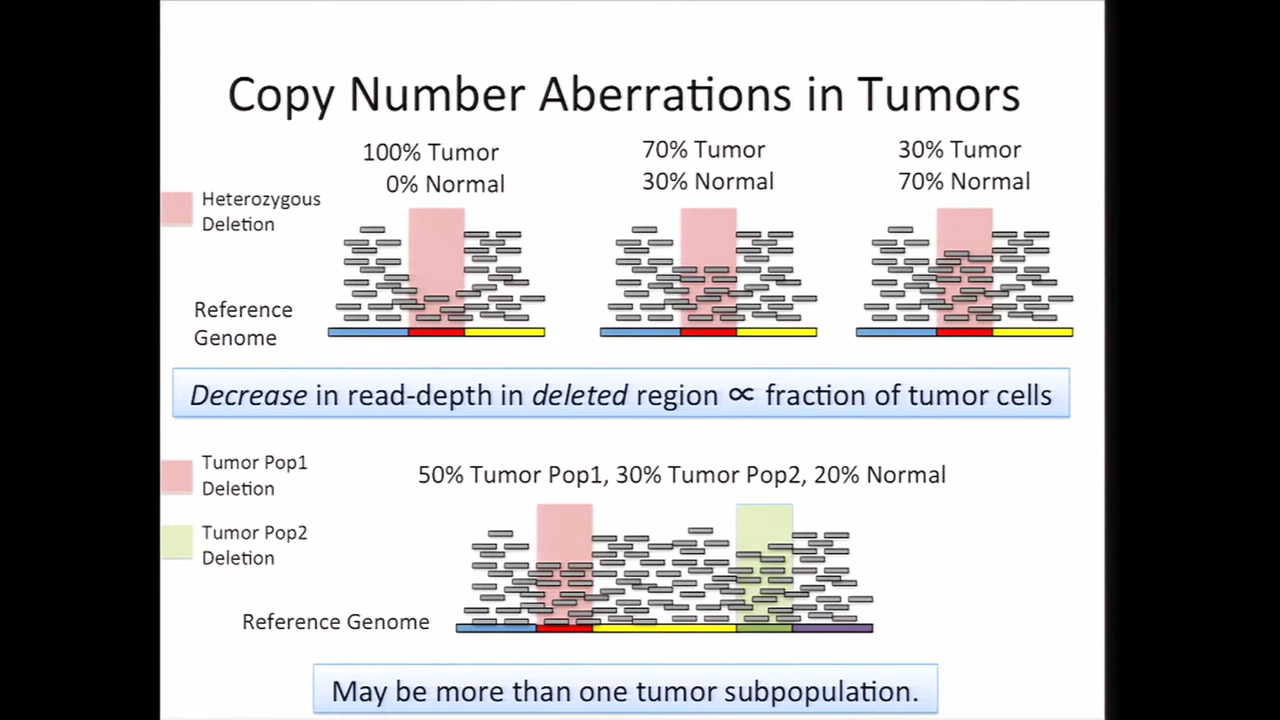 Copy Number Aberrations in Tumors
100% Tumor
0% Normal
70% Tumor
30% Normal
30% Tumor
70% Normal
Heterozygous
Deletion
Reference
Genome
Decrease in read-depth in deleted region ∝ fraction of tumor cells
Tumor Pop1
Deletion
50% Tumor Pop1, 30% Tumor Pop2, 20% Normal
Tumor Pop2
Deletion
Reference Genome
May be more than one tumor subpopulation.